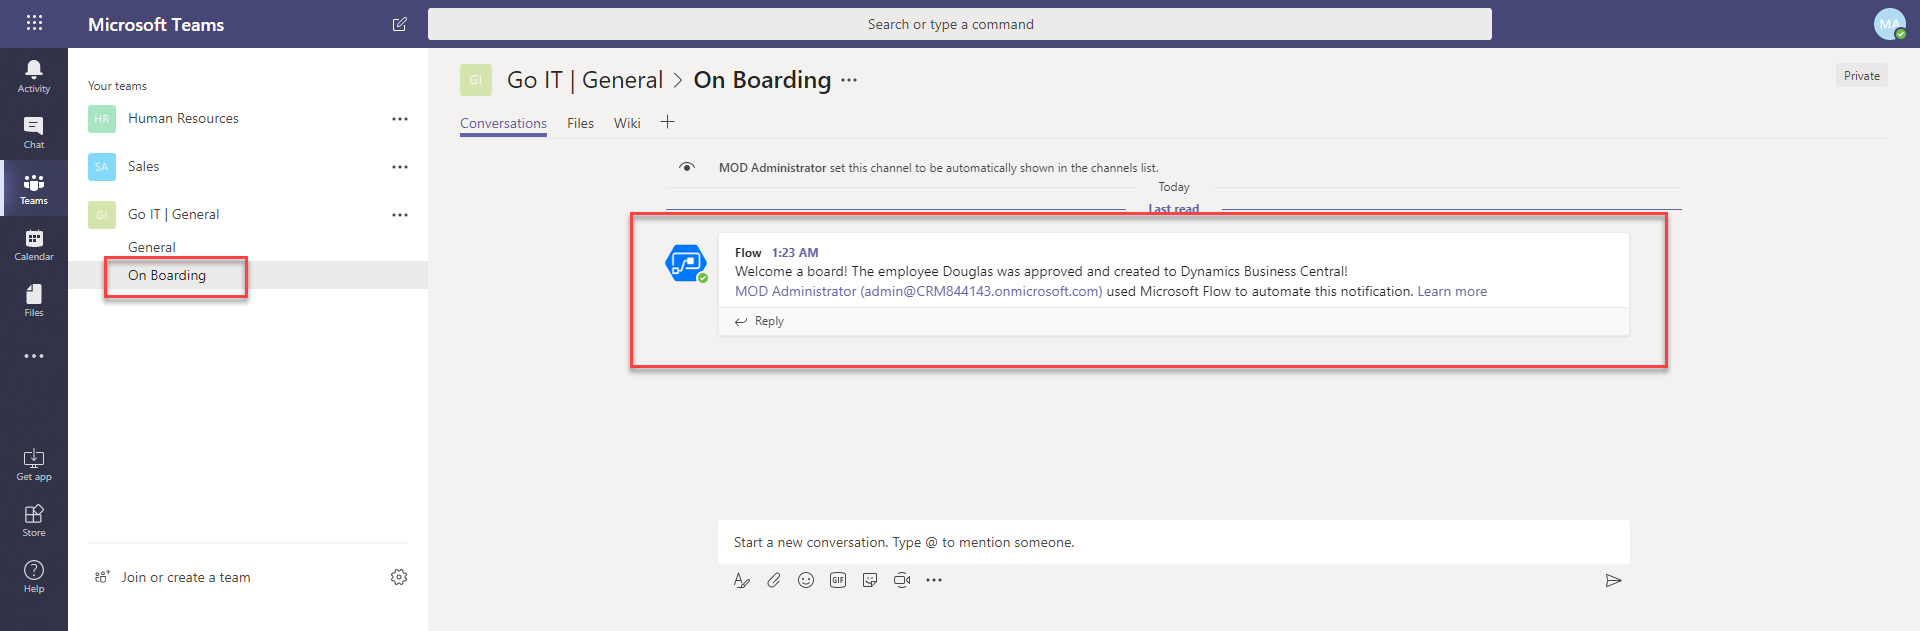 Microsoft Teams
Search or type a command
MA
Activity
Chat
Teams
Calendar
Files
Get app
Store
Help
Your teams
HR Human Resources
SA Sales
GI Go IT | General
General
On Boarding
Join or create a team
GI Go IT | General > On Boarding
Private
Conversations Files Wiki
MOD Administrator set this channel to be automatically shown in the channels list.
Today
Last read
Flow 1:23 AM
Welcome a board! The employee Douglas was approved and created to Dynamics Business Central!
MOD Administrator (admin@CRM844143.onmicrosoft.com) used Microsoft Flow to automate this notification. Learn more
Reply
Start a new conversation. Type @ to mention someone.
GIF